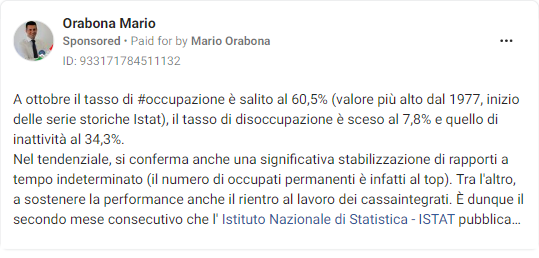 Orabona Mario
Sponsored • Paid for by Mario Orabona
ID: 933171784511132
A ottobre il tasso di #occupazione è salito al 60,5% (valore più alto dal 1977, inizio
delle serie storiche Istat), il tasso di disoccupazione è sceso al 7,8% e quello di
inattività al 34,3%.
Nel tendenziale, si conferma anche una significativa stabilizzazione di rapporti a
tempo indeterminato (il numero di occupati permanenti è infatti al top). Tra l'altro,
a sostenere la performance anche il rientro al lavoro dei cassaintegrati. È dunque il
secondo mese consecutivo che l' Istituto Nazionale di Statistica - ISTAT pubblica...